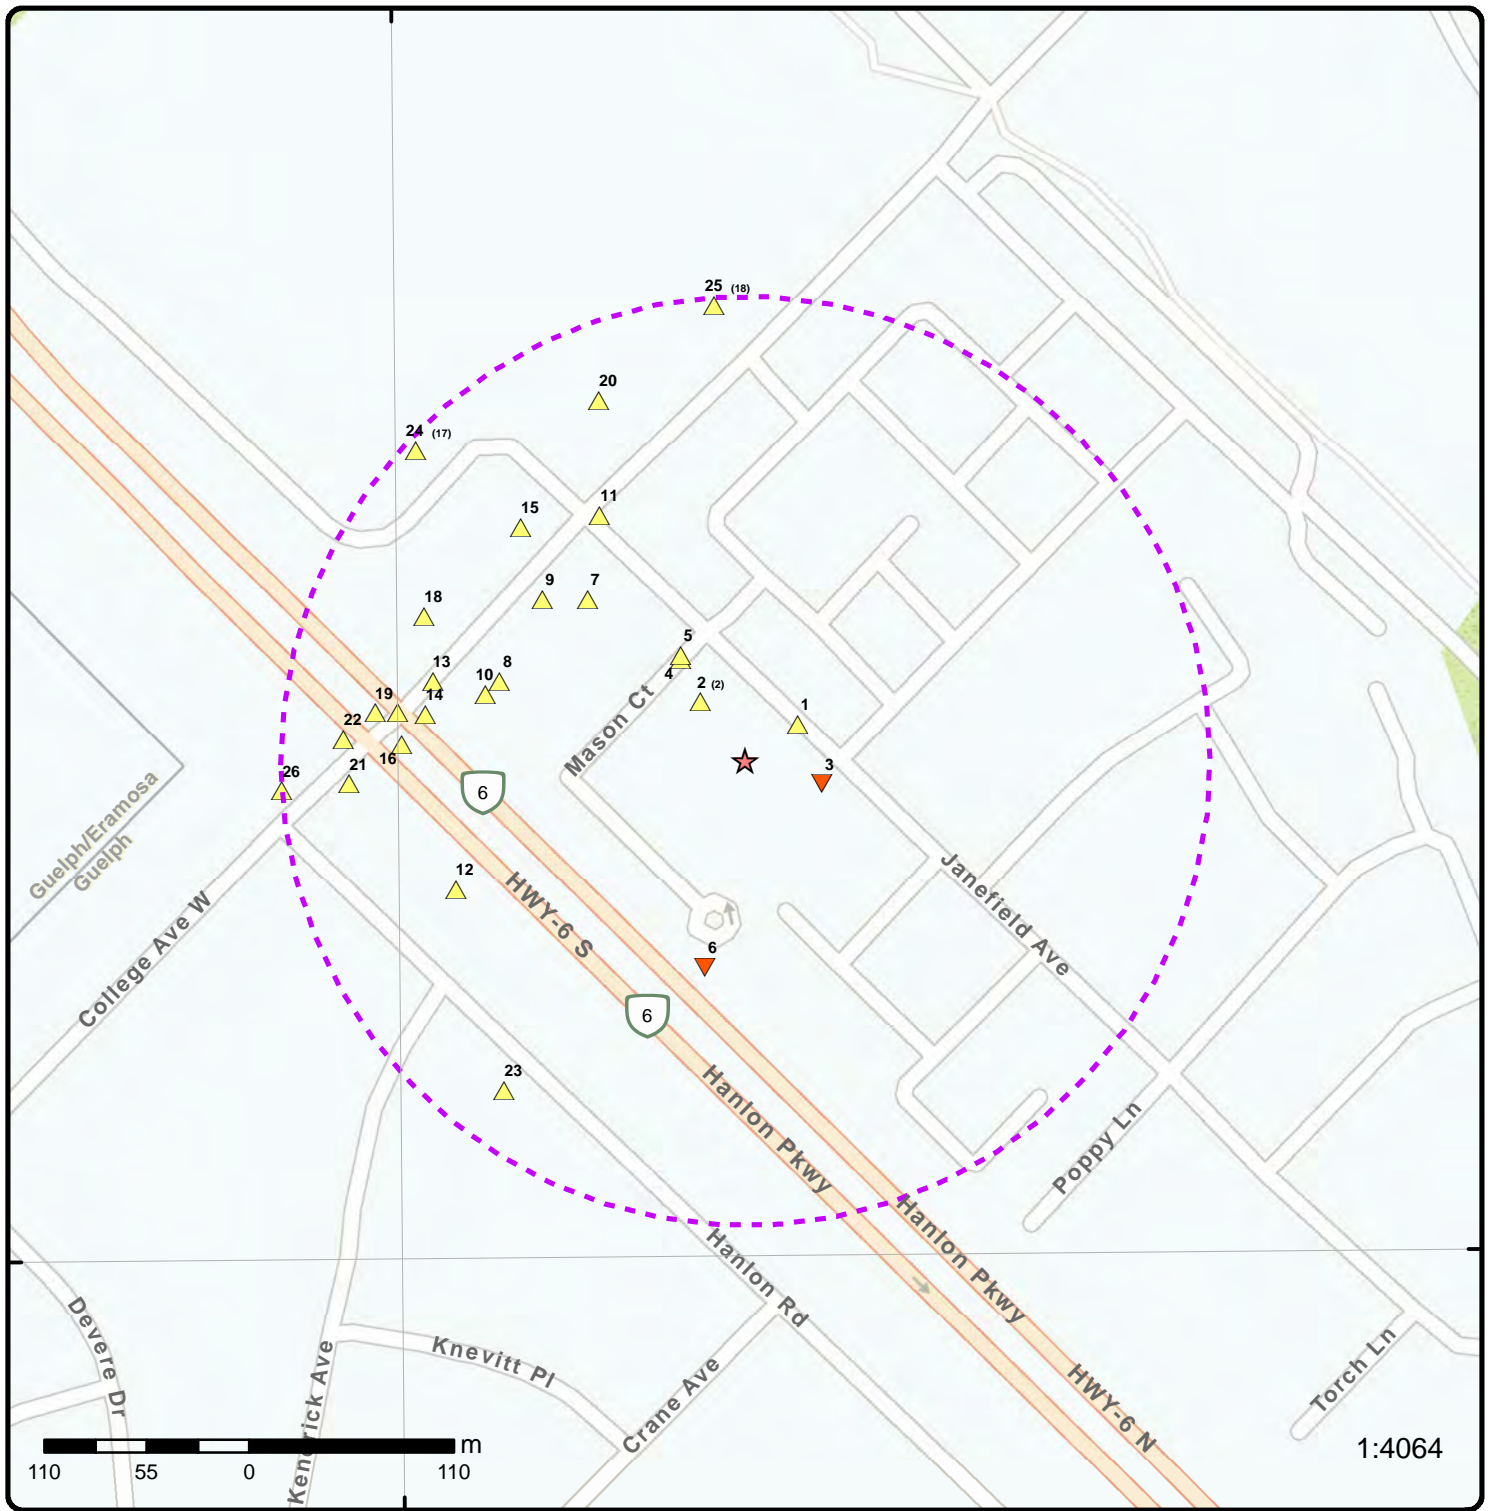 25 (18)
20
24 (17)
11
15
9 7
18
5
4
13 8
10
2 (2)
19 14
1
22
16
3
26 21
6
Mason Ct
Guelph/Eramosa
Guelph
12
HWY-6 S
College Ave W
Janefield Ave
6
6
23
Hanlon Pkwy
Poppy Ln
Hanlon Pkwy
Hanlon Rd
Devere Dr
Kendrick Ave
Knevitt Pl
Crane Ave
HWY-6 N
Torch Ln
m
110 55 0 110
1:4064